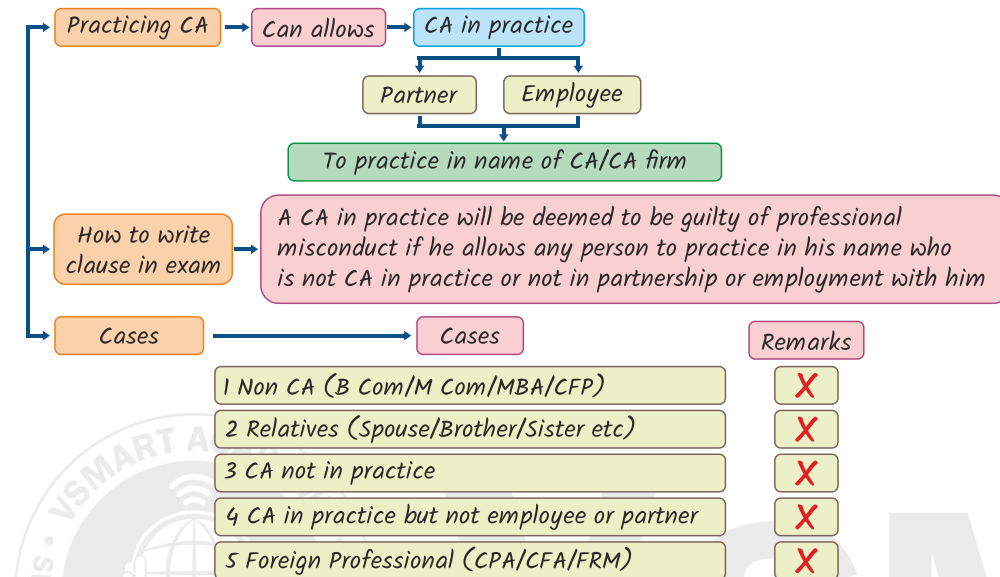 Practicing CA
Can allows
CA in practice
Partner
Employee
To practice in name of CA/CA firm
How to write
clause in exam
A CA in practice will be deemed to be guilty of professional
misconduct if he allows any person to practice in his name who
is not CA in practice or not in partnership or employment with him
Cases
Cases
Remarks
1 Non CA (B Com/M Com/MBA/CFP)
X
2 Relatives (Spouse/Brother/Sister etc)
X
3 CA not in practice
X
4 CA in practice but not employee or partner
X
5 Foreign Professional (CPA/CFA/FRM)
X
VSMART